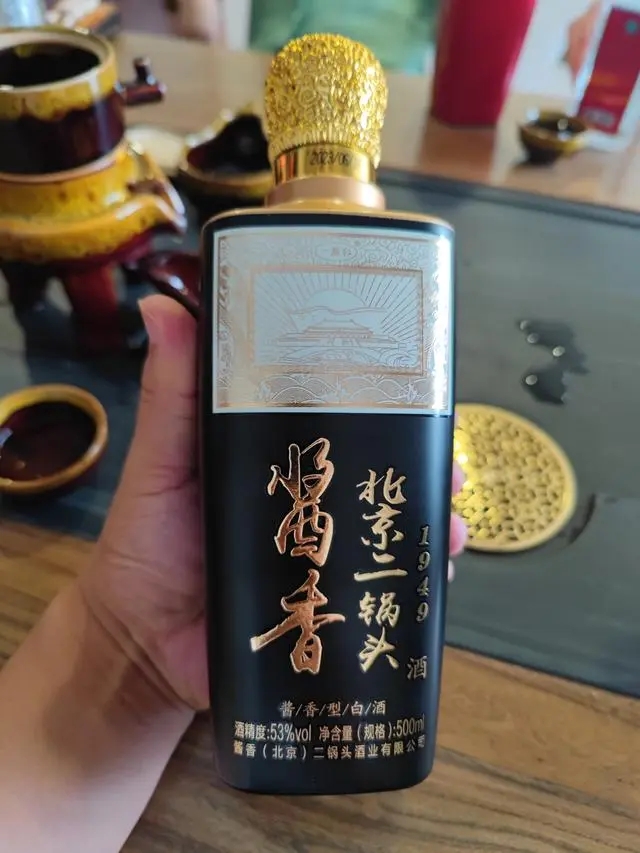 2023/06/
醬香
北京二锅头
1949
酒
酱/香/型/白/酒
酒精度:53%vol 净含量（规格）:500ml
酱香（北京）二锅头酒业有限公司